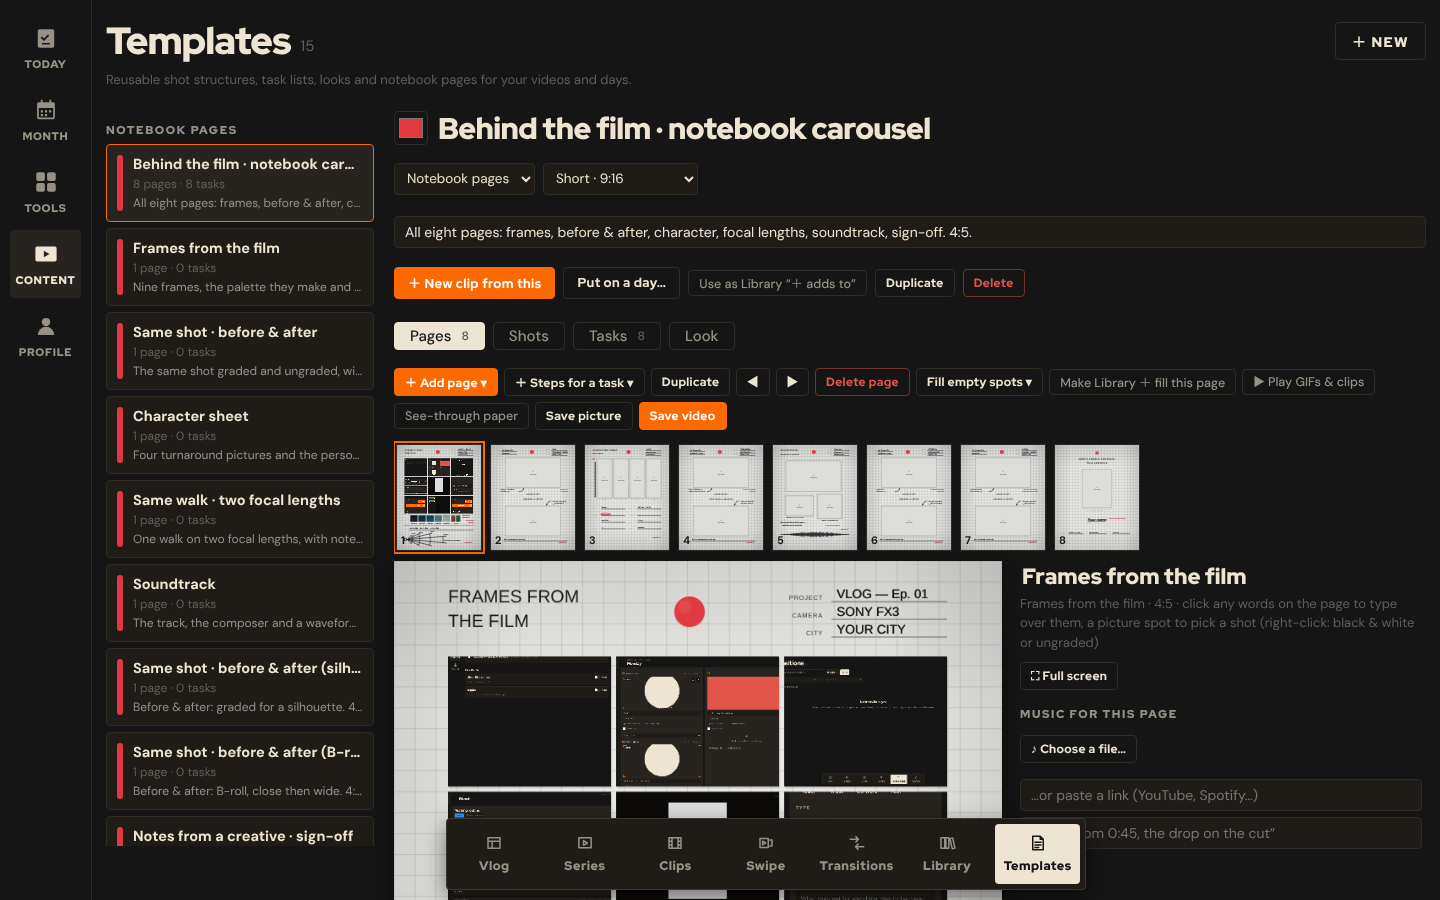 TODAY
MONTH
TOOLS
CONTENT
PROFILE
Templates 15
+ NEW
Reusable shot structures, task lists, looks and notebook pages for your videos and days.
NOTEBOOK PAGES
Behind the film · notebook car...
8 pages · 8 tasks
All eight pages: frames, before & after, c...
Frames from the film
1 page · 0 tasks
Nine frames, the palette they make and ...
Same shot · before & after
1 page · 0 tasks
The same shot graded and ungraded, wi...
Character sheet
1 page · 0 tasks
Four turnaround pictures and the perso...
Same walk · two focal lengths
1 page · 0 tasks
One walk on two focal lengths, with note...
Soundtrack
1 page · 0 tasks
The track, the composer and a wavefor...
Same shot · before & after (silh...
1 page · 0 tasks
Before & after: graded for a silhouette. 4...
Same shot · before & after (B-r...
1 page · 0 tasks
Before & after: B-roll, close then wide. 4:...
Notes from a creative · sign-off
Behind the film · notebook carousel
Notebook pages
Short · 9:16
All eight pages: frames, before & after, character, focal lengths, soundtrack, sign-off. 4:5.
+ New clip from this
Put on a day...
Use as Library “+ adds to”
Duplicate
Delete
Pages 8
Shots
Tasks 8
Look
+ Add page ▾
+ Steps for a task ▾
Duplicate
◀
▶
Delete page
Fill empty spots ▾
Make Library + fill this page
▶ Play GIFs & clips
See-through paper
Save picture
Save video
1
2
3
4
5
6
7
8
FRAMES FROM
THE FILM
PROJECT VLOG — Ep. 01
CAMERA SONY FX3
CITY YOUR CITY
Monday
TYPE
Frames from the film
Frames from the film · 4:5 · click any words on the page to type
over them, a picture spot to pick a shot (right-click: black & white
or ungraded)
Full screen
MUSIC FOR THIS PAGE
♪ Choose a file...
...or paste a link (YouTube, Spotify...)
om 0:45, the drop on the cut”
Vlog
Series
Clips
Swipe
Transitions
Library
Templates